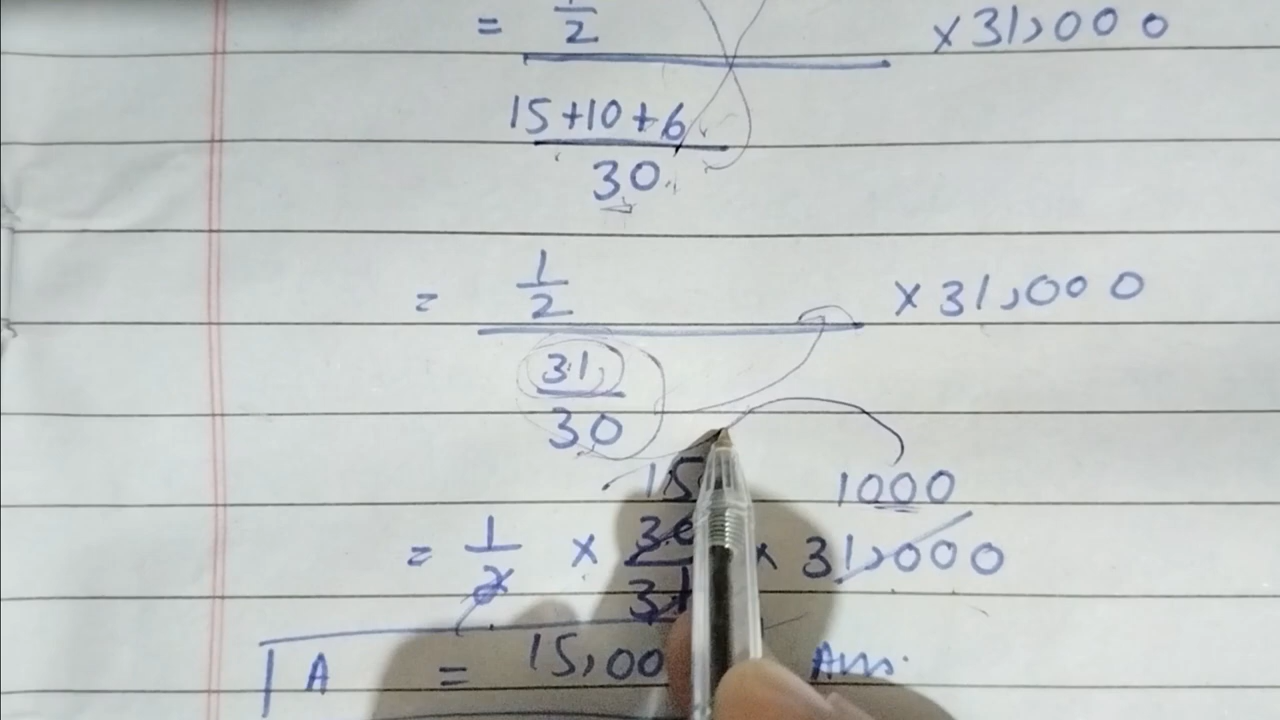 = 1/2 × 31,000
15+10+6
30
= 1/2 × 31,000
31
30
15 1000
= 1/2 × 30/31 × 31,000
A = 15,00 Ans.